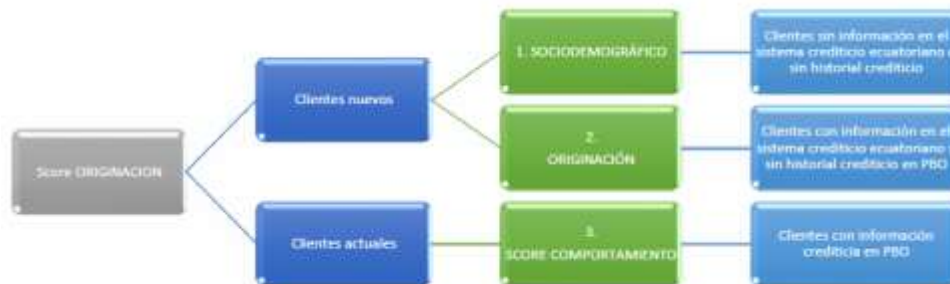 Score ORIGINACION
Clientes nuevos
Clientes actuales
1. SOCIODEMOGRÁFICO
2.
ORIGINACIÓN
3.
SCORE COMPORTAMIENTO
Clientes sin información en el
sistema crediticio ecuatoriano
sin historial crediticio
Clientes con información en
sistema crediticio ecuatoriano
sin historial crediticio en PBO
Clientes con información
crediticia en PBO